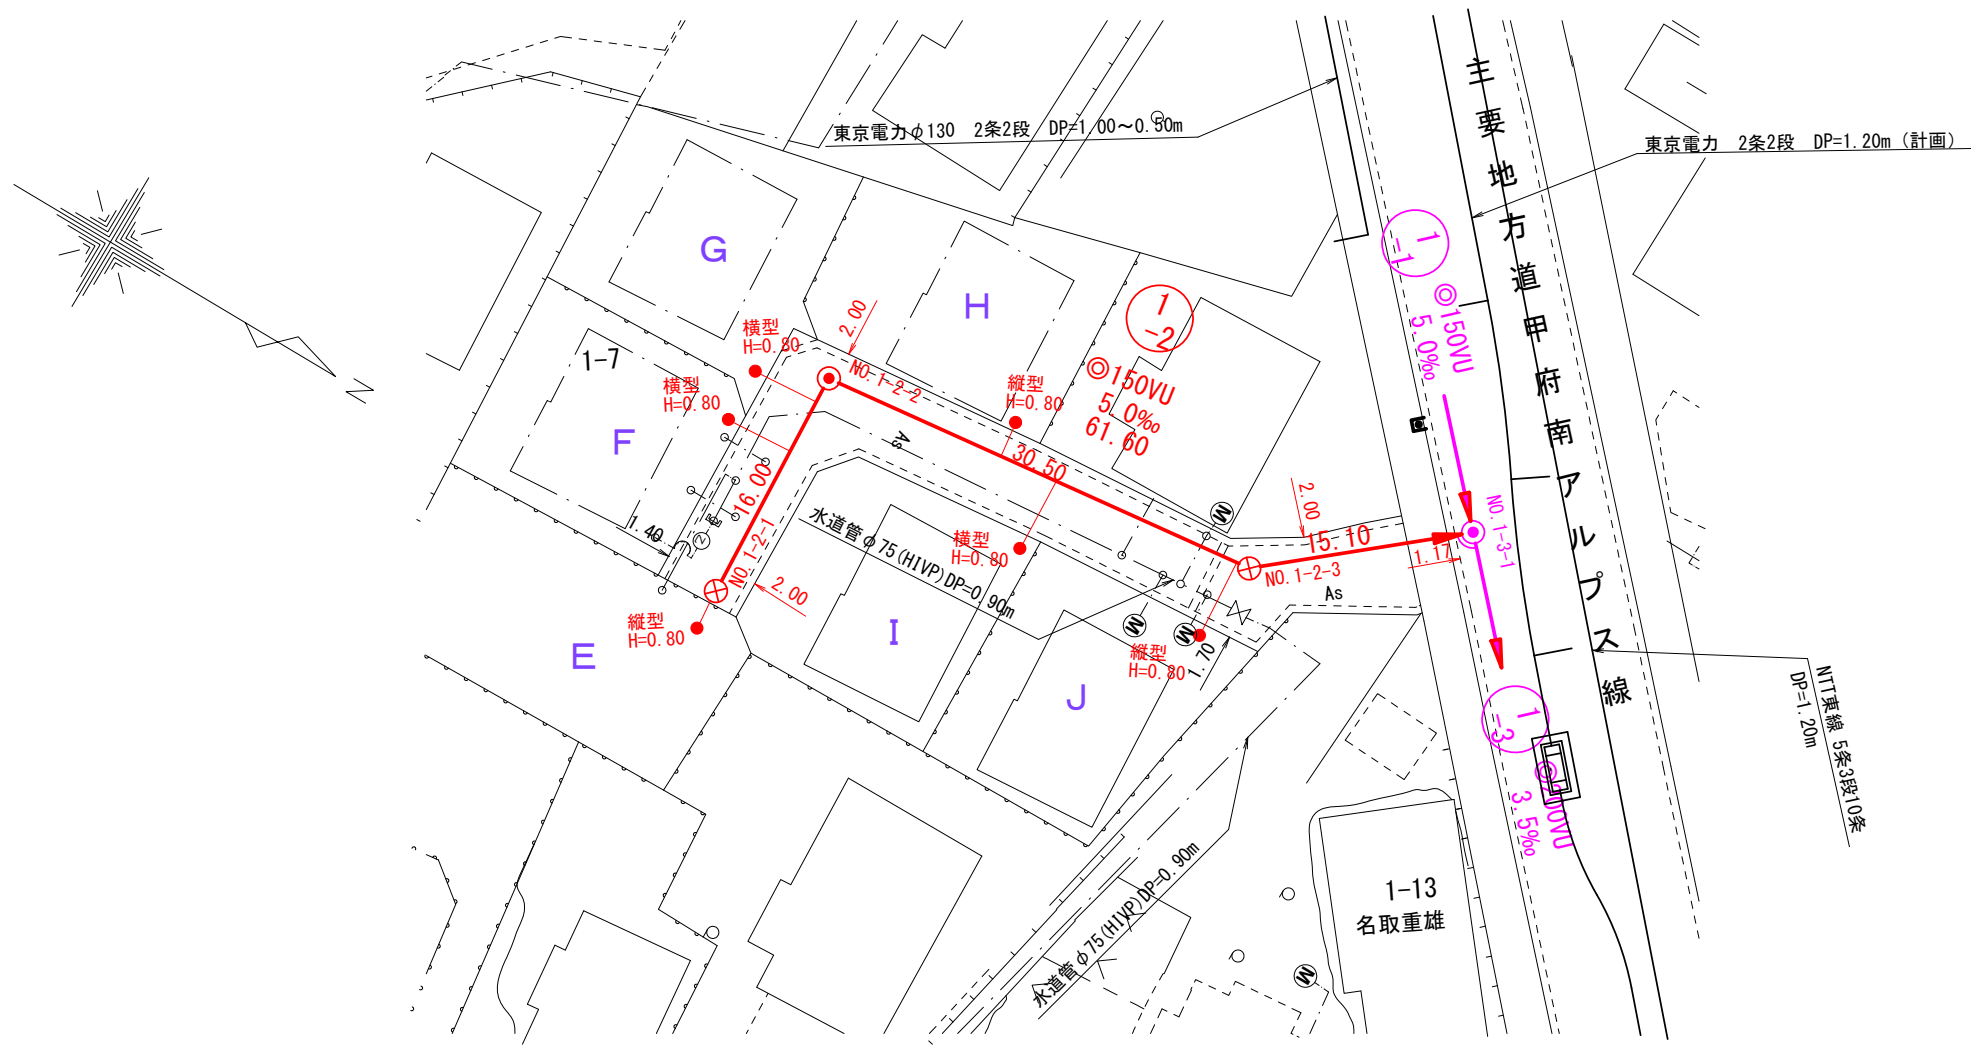 東京電力φ130 2条2段 DP=1.00～0.50m
東京電力 2条2段 DP=1.20m (計画)
主要地方道甲府南アルプス線
1
-1
◎150VU
5.0‰
G
H
1
-2
◎150VU
5.0‰
61.60
横型
H=0.80
2.00
NO.1-2-2
1-7
横型
H=0.80
縦型
H=0.80
F
As
30.50
16.00
1.40
2
NO.1-2-1
2.00
水道管φ75(HIVP)DP=0.90m
横型
H=0.80
M
2.00
15.10
1.17
NO.1-3-1
NO.1-2-3
As
縦型
H=0.80
E
I
J
M
M
縦型
H=0.80
1.70
1
-3
◎200VU
3.5‰
NTT東線 5条3段10条
DP=1.20m
水道管φ75(HIVP)DP=0.90m
1-13
名取重雄
M
N